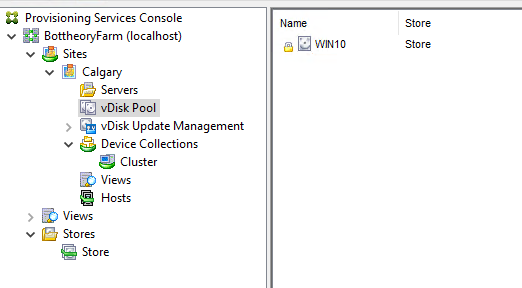 Provisioning Services Console
BottheoryFarm (localhost)
Sites
Calgary
Servers
vDisk Pool
vDisk Update Management
Device Collections
Cluster
Views
Hosts
Views
Stores
Store
Name Store
WIN10 Store